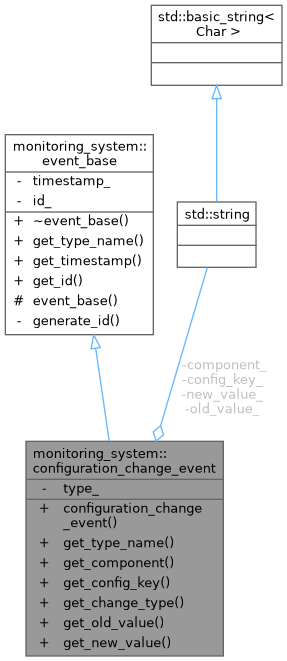 std::basic_string<
Char >
monitoring_system::
event_base
- timestamp_
- id_
+ ~event_base()
+ get_type_name()
+ get_timestamp()
+ get_id()
# event_base()
- generate_id()
std::string
-component_
-config_key_
-new_value_
-old_value_
monitoring_system::
configuration_change_event
- type_
+ configuration_change
_event()
+ get_type_name()
+ get_component()
+ get_config_key()
+ get_change_type()
+ get_old_value()
+ get_new_value()